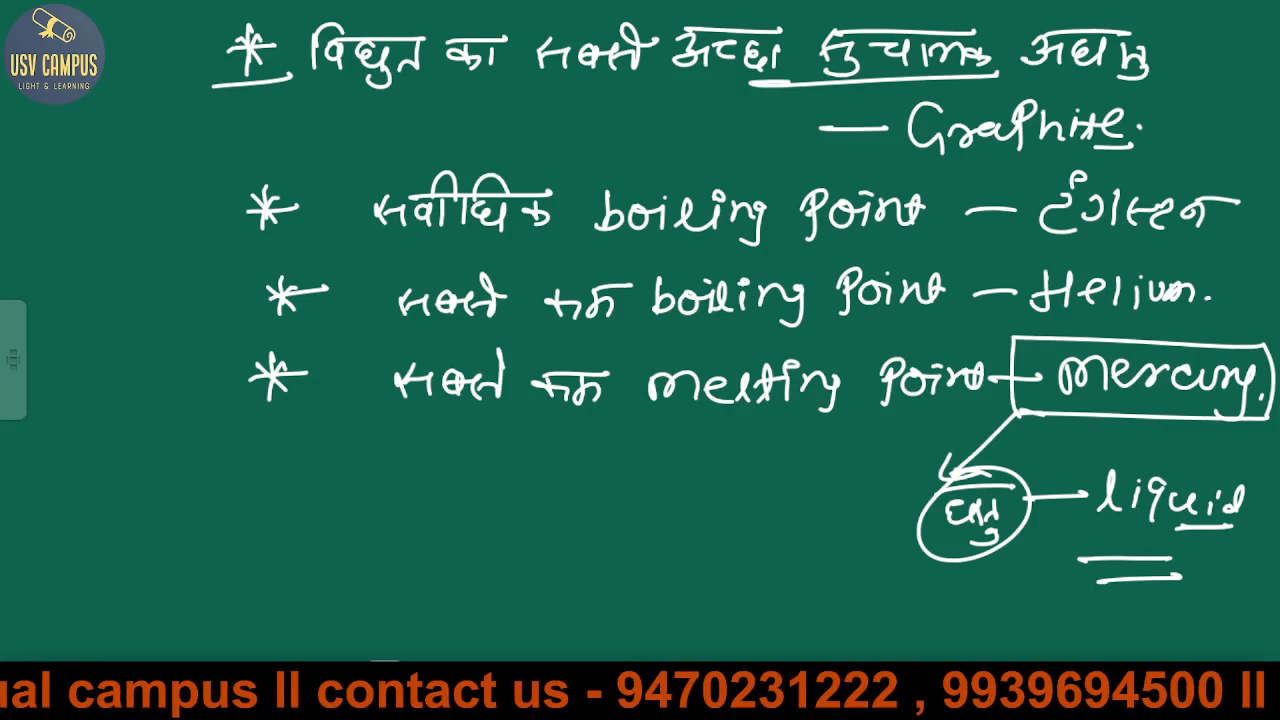 USV CAMPUS
LIGHT & LEARNING
* विद्युत का सबसे अच्छा सुचालक अधातु
— Graphite.
* सर्वाधिक boiling point — टंगस्टन
* सबसे कम boiling point — Helium.
* सबसे कम melting point — Mercury.
धातु — liquid
ual campus ll contact us - 9470231222 , 9939694500 ll